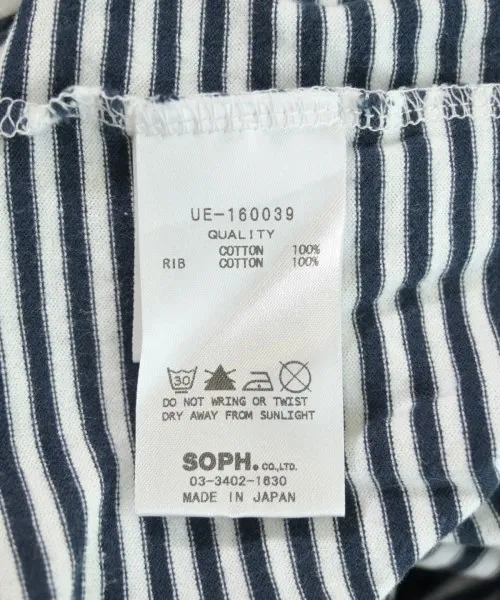 UE-160039
QUALITY
COTTON 100%
RIB COTTON 100%
30
DO NOT WRING OR TWIST
DRY AWAY FROM SUNLIGHT
SOPH. CO.,LTD.
03-3402-1630
MADE IN JAPAN